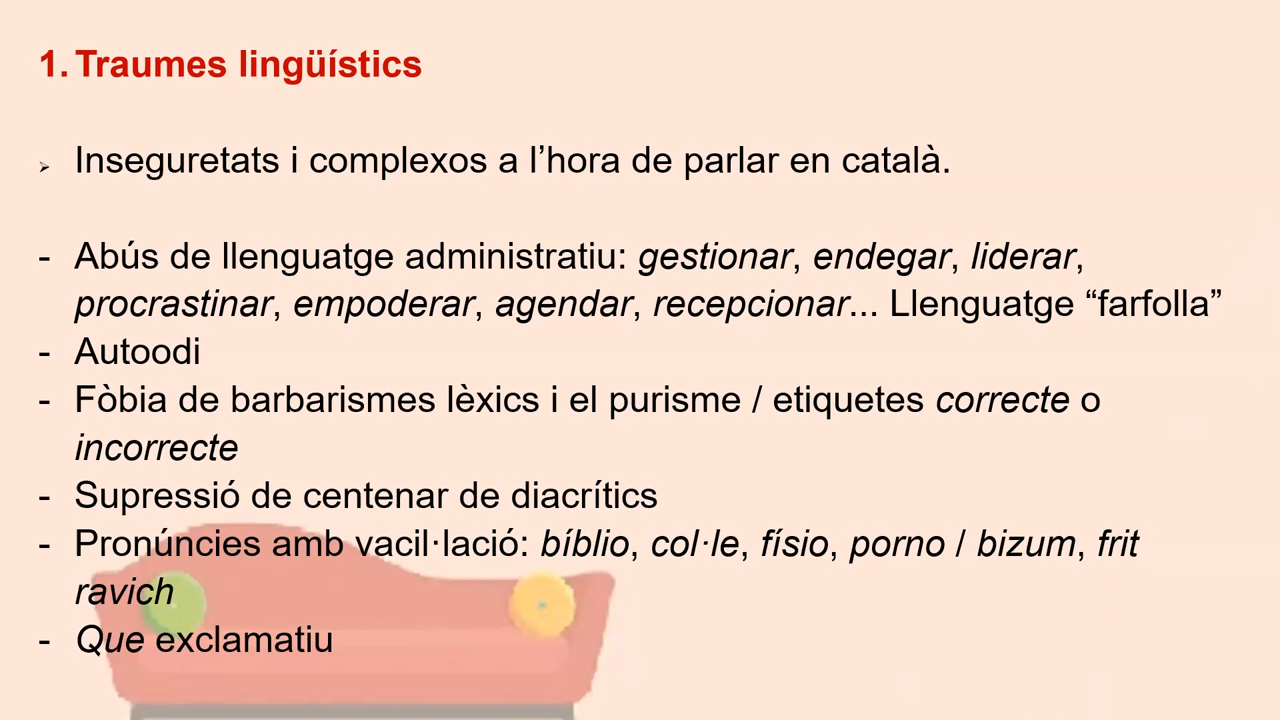 1. Traumes lingüístics
➢ Inseguretats i complexos a l’hora de parlar en català.
- Abús de llenguatge administratiu: gestionar, endegar, liderar,
procrastinar, empoderar, agendar, recepcionar... Llenguatge “farfolla”
- Autoodi
- Fòbia de barbarismes lèxics i el purisme / etiquetes correcte o
incorrecte
- Supressió de centenar de diacrítics
- Pronúncies amb vacil·lació: bíblio, col·le, físio, porno / bizum, frit
ravich
- Que exclamatiu